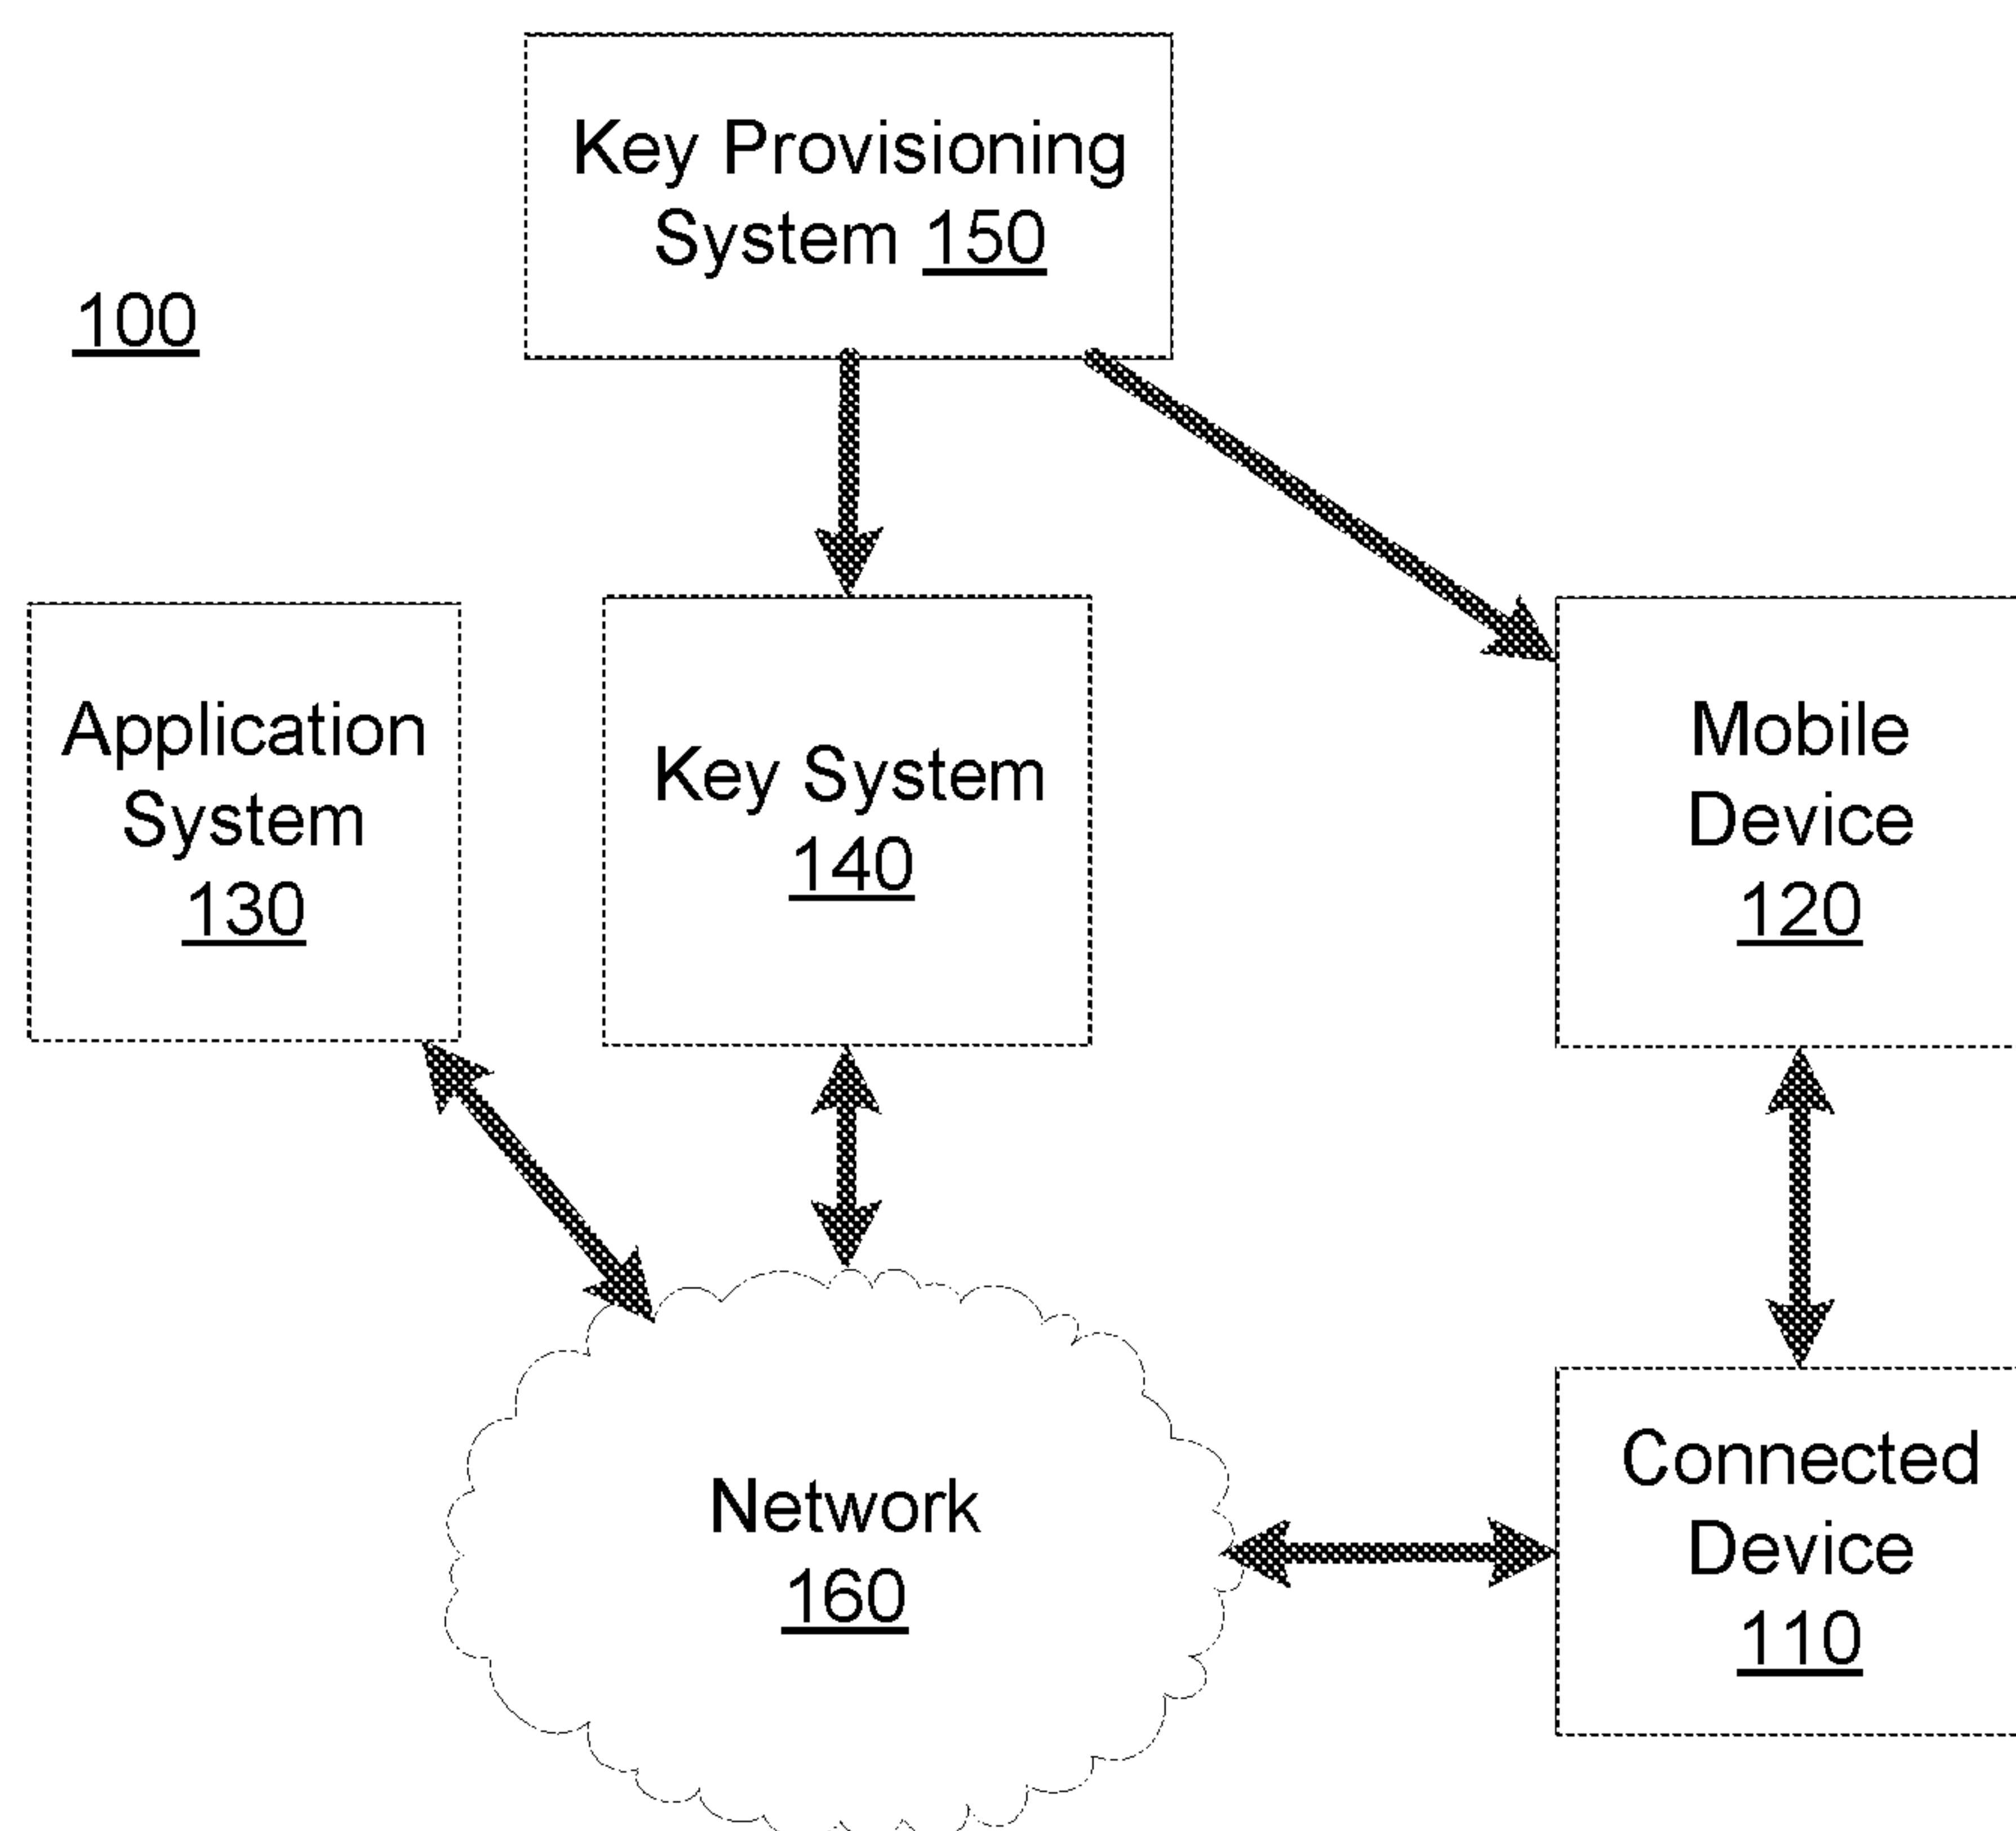 Key Provisioning
System 150
100
Application
System
130
Key System
140
Mobile
Device
120
Network
160
Connected
Device
110